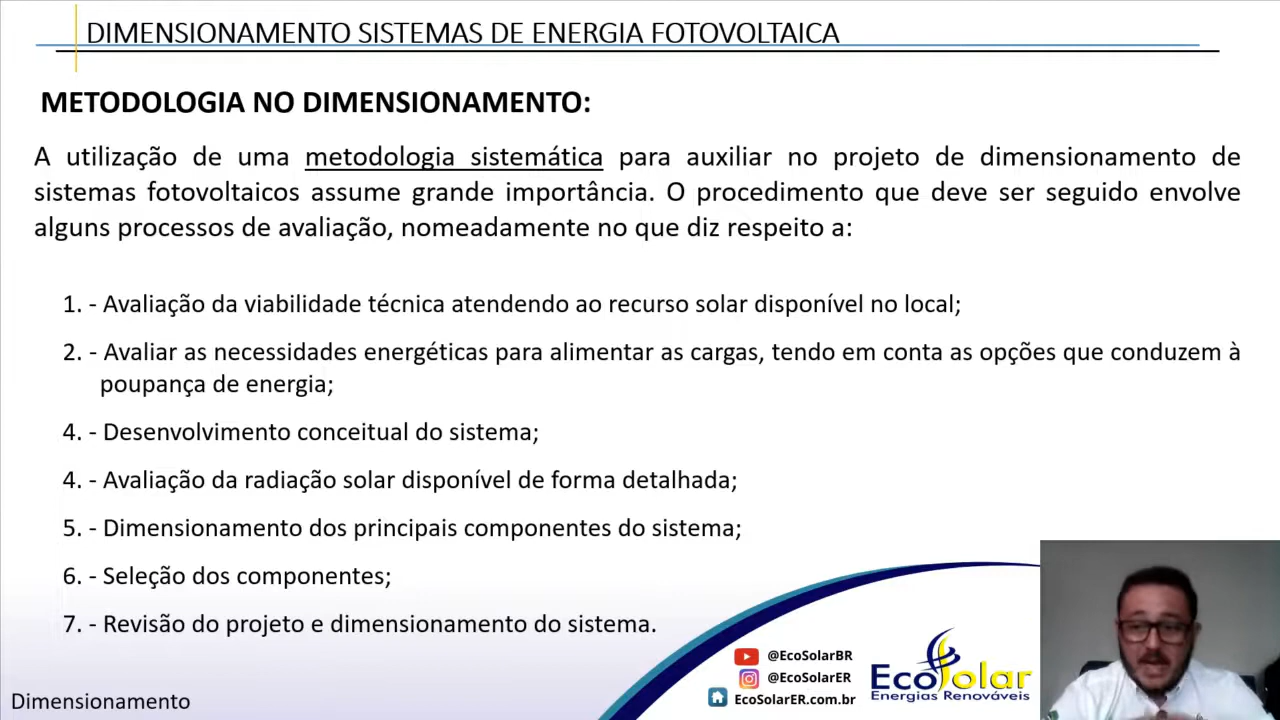 DIMENSIONAMENTO SISTEMAS DE ENERGIA FOTOVOLTAICA
METODOLOGIA NO DIMENSIONAMENTO:
A utilização de uma metodologia sistemática para auxiliar no projeto de dimensionamento de
sistemas fotovoltaicos assume grande importância. O procedimento que deve ser seguido envolve
alguns processos de avaliação, nomeadamente no que diz respeito a:
1. - Avaliação da viabilidade técnica atendendo ao recurso solar disponível no local;
2. - Avaliar as necessidades energéticas para alimentar as cargas, tendo em conta as opções que conduzem à
poupança de energia;
4. - Desenvolvimento conceitual do sistema;
4. - Avaliação da radiação solar disponível de forma detalhada;
5. - Dimensionamento dos principais componentes do sistema;
6. - Seleção dos componentes;
7. - Revisão do projeto e dimensionamento do sistema.
@EcoSolarBR
@EcoSolarER
EcoSolarER.com.br
EcoSolar
Energias Renováveis
Dimensionamento